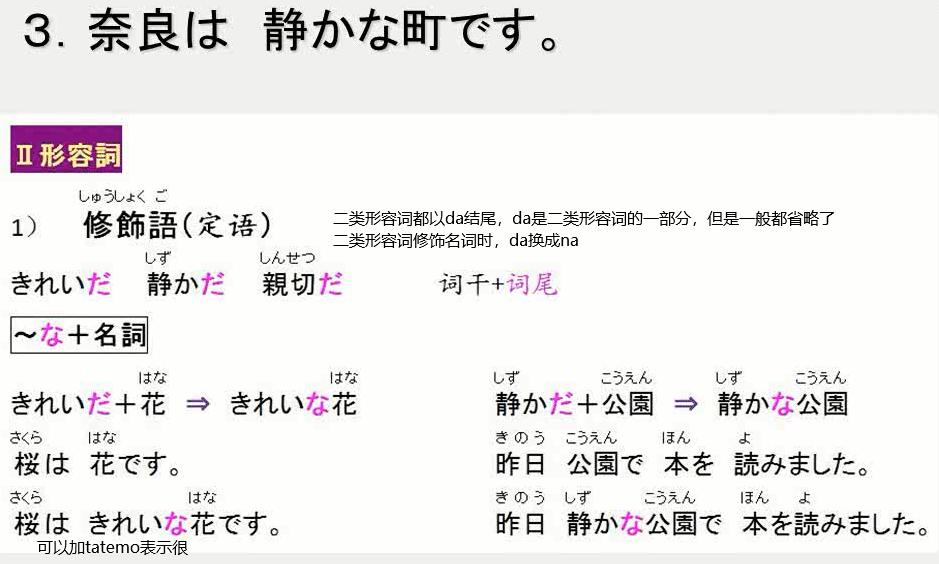 ３．奈良は　静かな町です。
Ⅱ形容詞
しゅうしょく ご
1） 修飾語（定语）
二类形容词都以da结尾，da是二类形容词的一部分，但是一般都省略了
二类形容词修饰名词时，da换成na
しず しんせつ
きれいだ 静かだ 親切だ 词干+词尾
～な＋名詞
はな はな
きれいだ＋花 ⇒ きれいな花
しず こうえん しず こうえん
静かだ＋公園 ⇒ 静かな公園
さくら はな
桜は 花です。
きのう こうえん ほん よ
昨日 公園で 本を 読みました。
さくら はな
桜は きれいな花です。
きのう しず こうえん ほん よ
昨日 静かな公園で 本を読みました。
可以加tatemo表示很